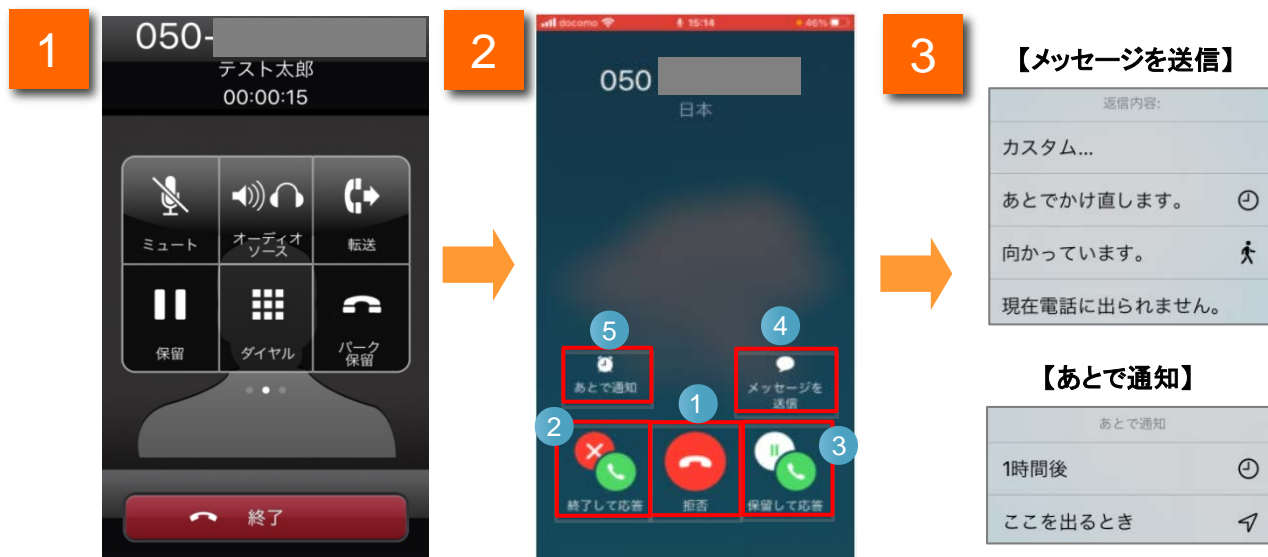 1
050-
テスト太郎
00:00:15
ミュート
オーディオ
ソース
転送
保留
ダイヤル
パーク
保留
終了
2
docomo 15:14 46%
050
日本
5
あとで通知
4
メッセージを
送信
2
終了して応答
1
拒否
3
保留して応答
3
【メッセージを送信】
返信内容:
カスタム...
あとでかけ直します。
向かっています。
現在電話に出られません。
【あとで通知】
あとで通知
1時間後
ここを出るとき